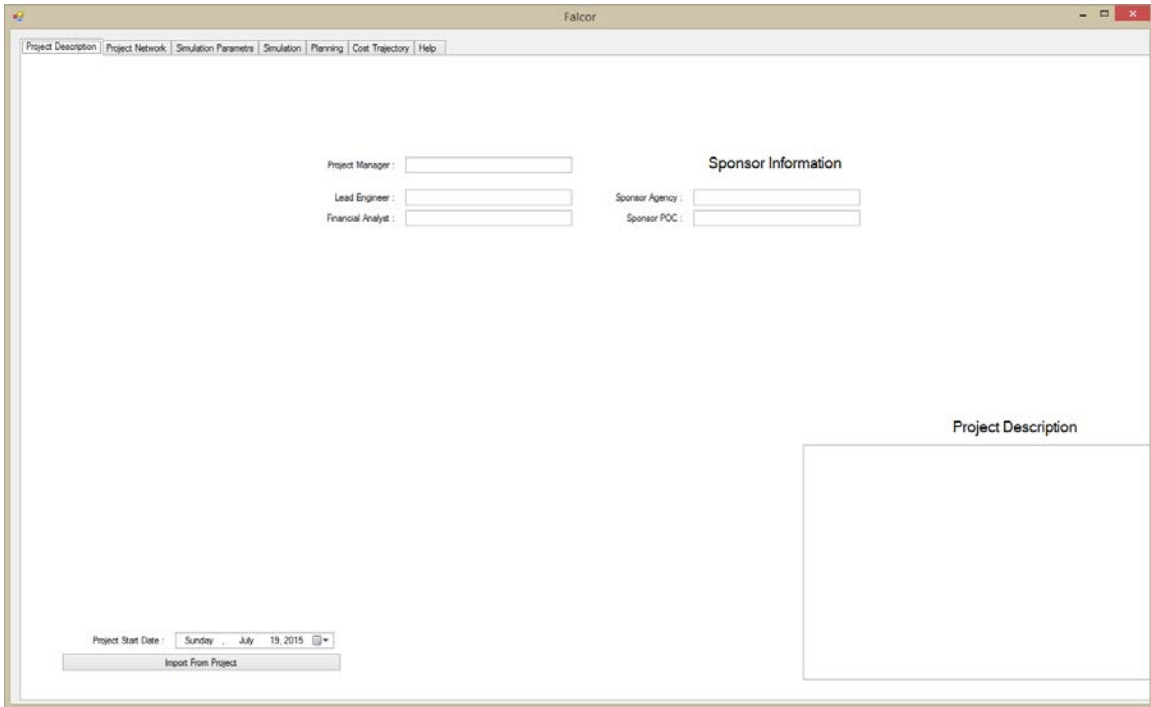 Falcor
Project Description Project Network Simulation Parametrs Simulation Planning Cost Trajectory Help
Project Manager : Sponsor Information
Lead Engineer : Sponsor Agency :
Financial Analyst : Sponsor POC :
Project Description
Project Start Date : Sunday , July 19, 2015
Import From Project